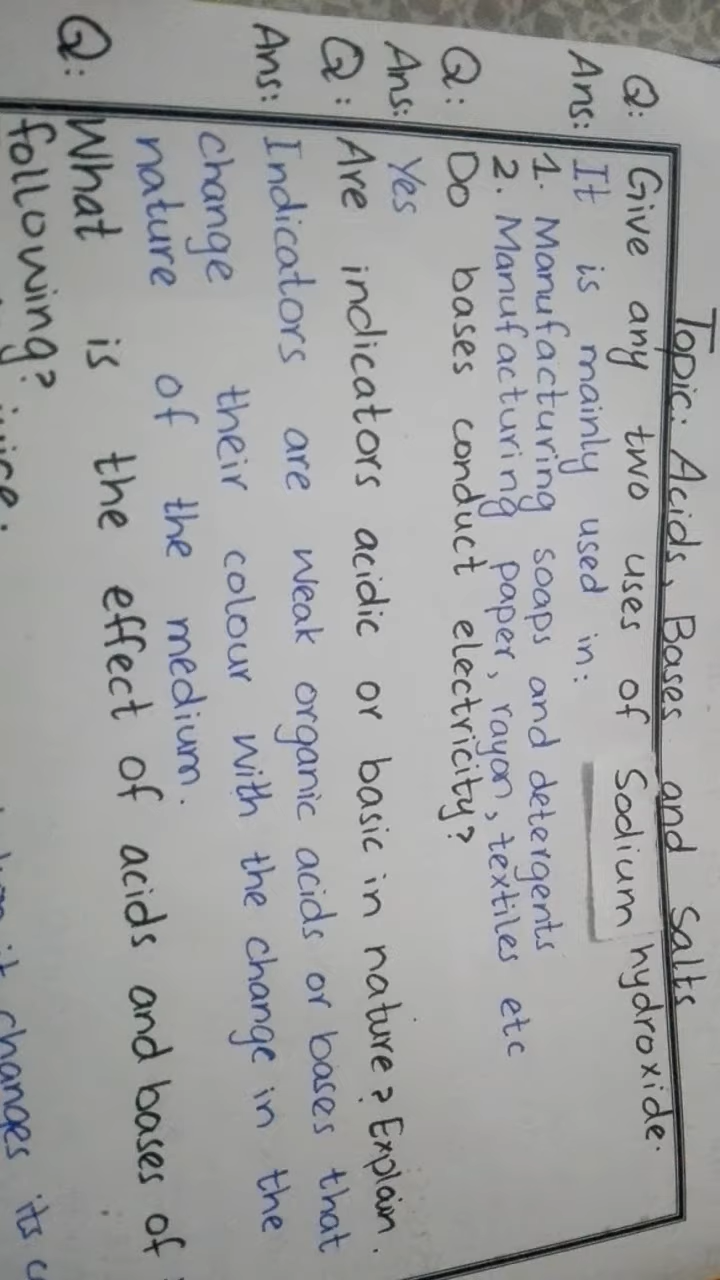 Topic: Acids, Bases and Salts
Q: Give any two uses of Sodium hydroxide.
Ans: It is mainly used in:
1. Manufacturing soaps and detergents
2. Manufacturing paper, rayon, textiles etc
Q: Do bases conduct electricity?
Ans: Yes
Q: Are indicators acidic or basic in nature? Explain.
Ans: Indicators are weak organic acids or bases that
change their colour with the change in the
nature of the medium.
Q: What is the effect of acids and bases of
following?
changes its